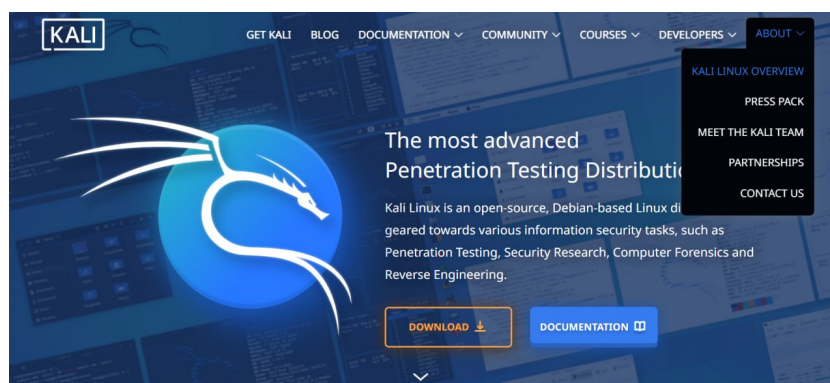 KALI
GET KALI BLOG DOCUMENTATION COMMUNITY COURSES DEVELOPERS ABOUT
KALI LINUX OVERVIEW
PRESS PACK
MEET THE KALI TEAM
PARTNERSHIPS
CONTACT US
The most advanced
Penetration Testing
Kali Linux is an open-source, Debian-based Linux
geared towards various information security tasks, such as
Penetration Testing, Security Research, Computer Forensics and
Reverse Engineering.
DOWNLOAD
DOCUMENTATION